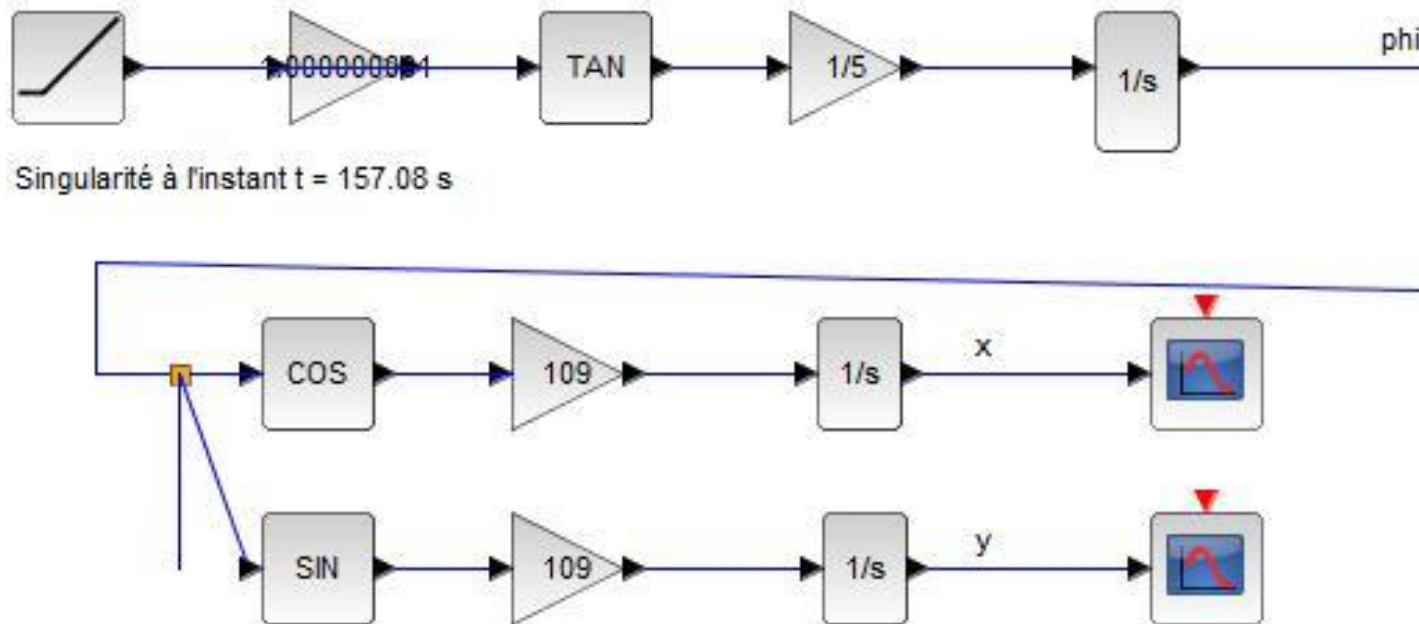 TAN
1/5
1/s
phi
Singularité à l'instant t = 157.08 s
COS
109
1/s
x
SIN
109
1/s
y